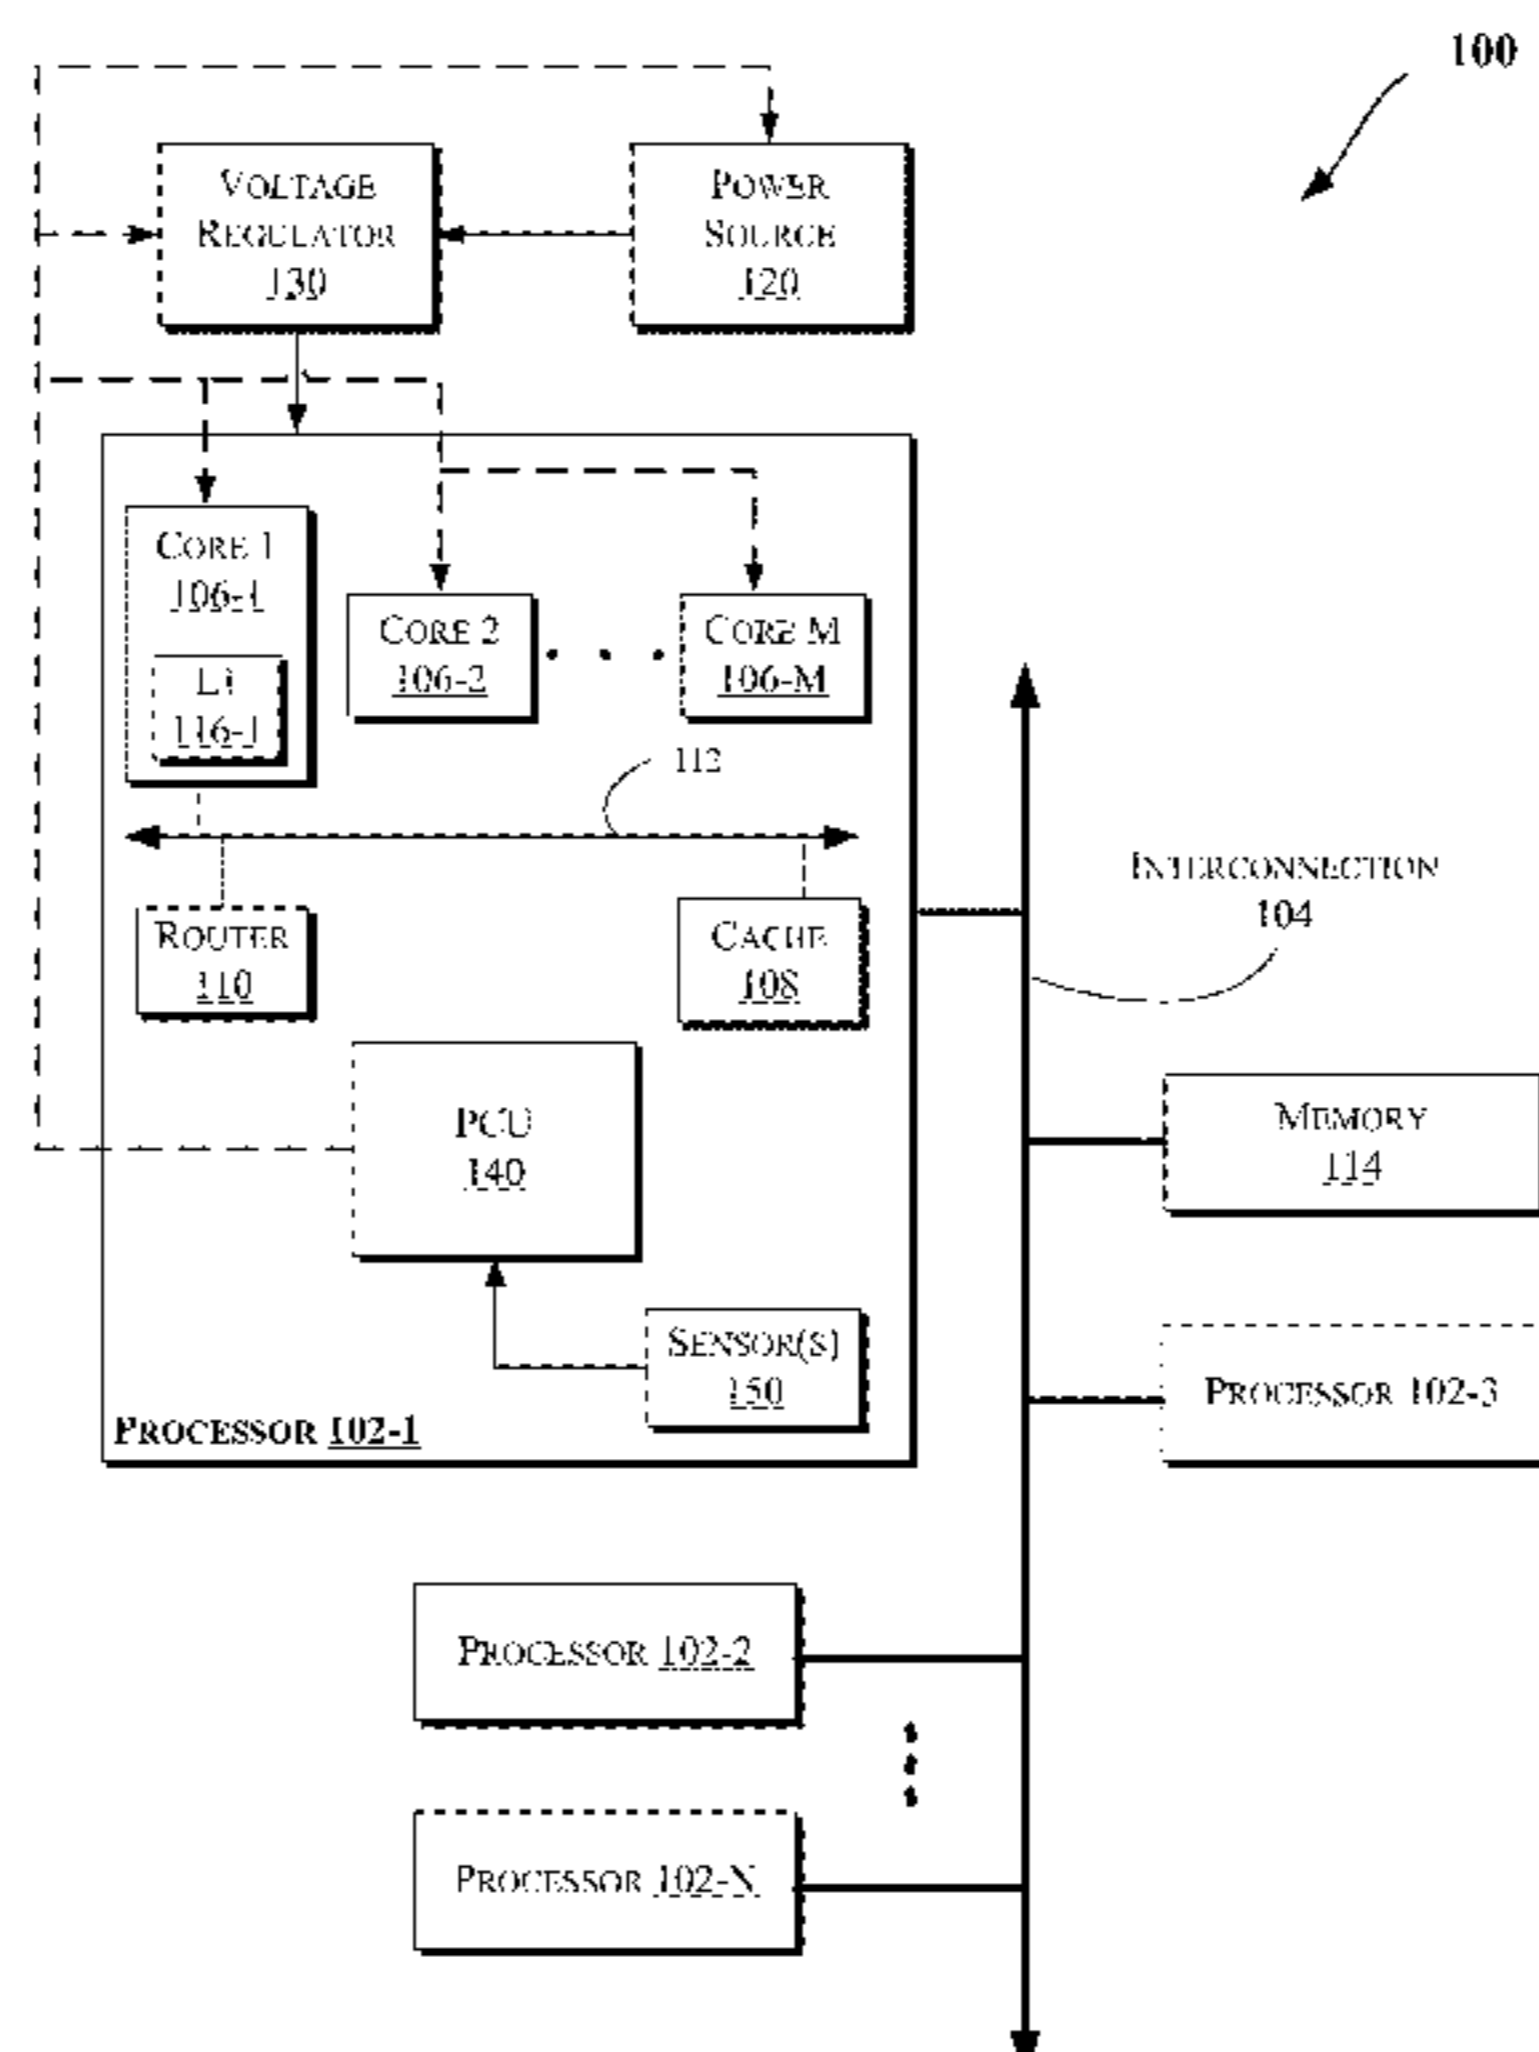 100
VOLTAGE
REGULATOR
130
POWER
SOURCE
120
CORE 1
106-1
L1
116-1
CORE 2
106-2
CORE M
106-M
112
ROUTER
110
CACHE
108
INTERCONNECTION
104
PCU
140
MEMORY
114
SENSOR(S)
150
PROCESSOR 102-1
PROCESSOR 102-3
PROCESSOR 102-2
PROCESSOR 102-N